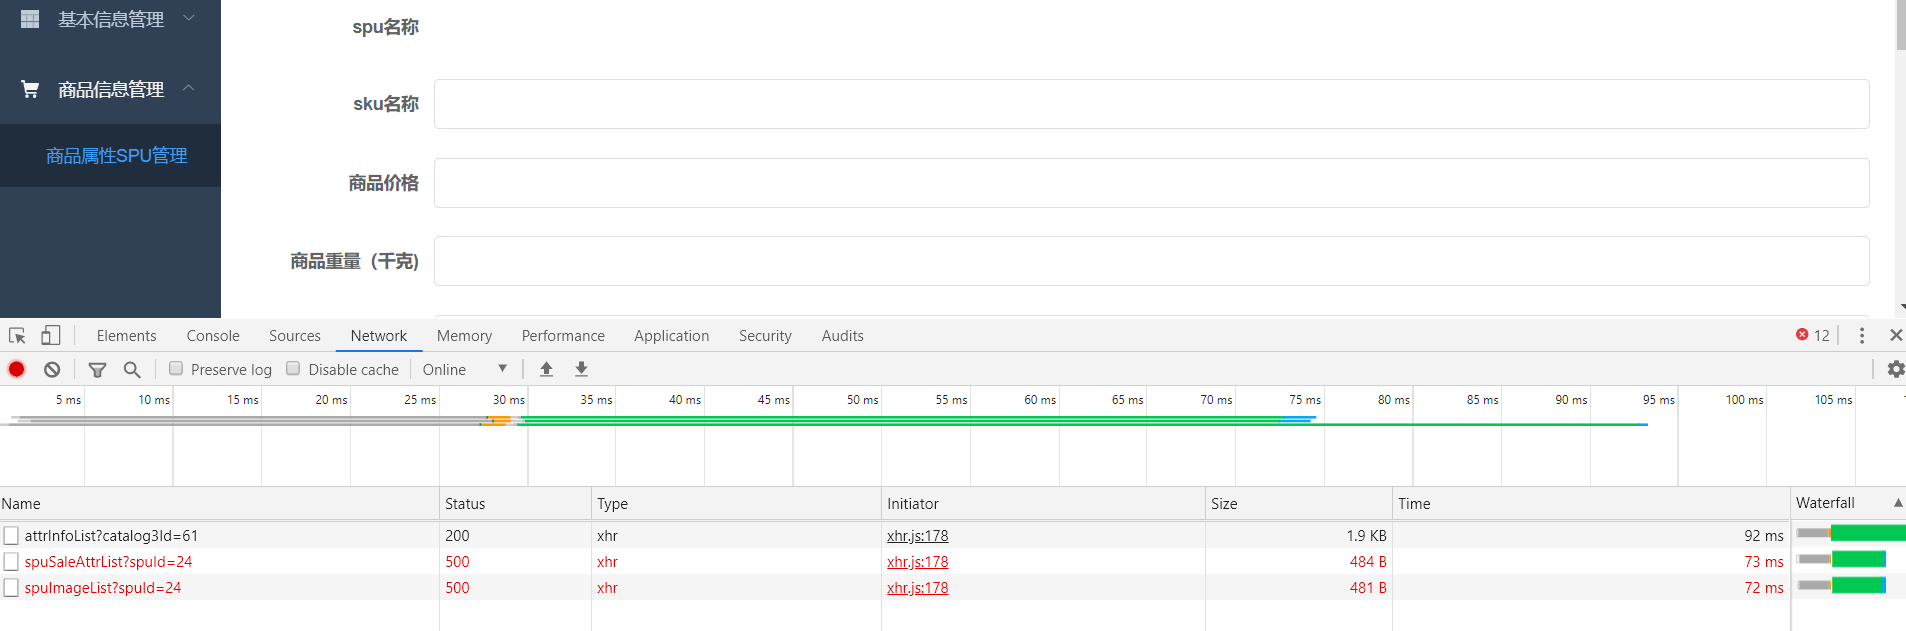 基本信息管理
商品信息管理
商品属性SPU管理
spu名称
sku名称
商品价格
商品重量（千克)
Elements Console Sources Network Memory Performance Application Security Audits 12
Preserve log Disable cache Online
5 ms 10 ms 15 ms 20 ms 25 ms 30 ms 35 ms 40 ms 45 ms 50 ms 55 ms 60 ms 65 ms 70 ms 75 ms 80 ms 85 ms 90 ms 95 ms 100 ms 105 ms
Name Status Type Initiator Size Time Waterfall
attrInfoList?catalog3Id=61 200 xhr xhr.js:178 1.9 KB 92 ms
spuSaleAttrList?spuId=24 500 xhr xhr.js:178 484 B 73 ms
spuImageList?spuId=24 500 xhr xhr.js:178 481 B 72 ms